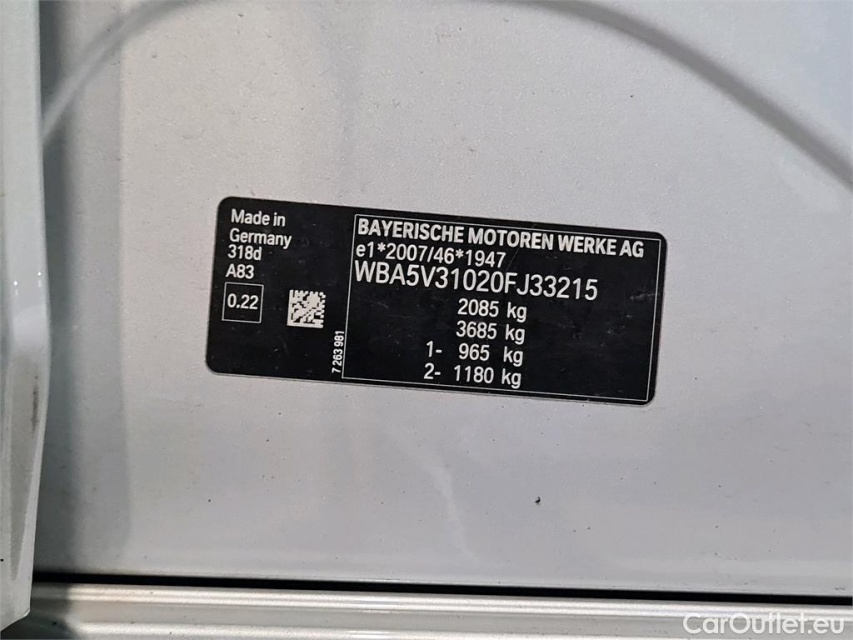 Made in
Germany
318d
A83
0.22
7 263 981
BAYERISCHE MOTOREN WERKE AG
e1*2007/46*1947
WBA5V31020FJ33215
2085 kg
3685 kg
1- 965 kg
2- 1180 kg
CarOutlet.eu